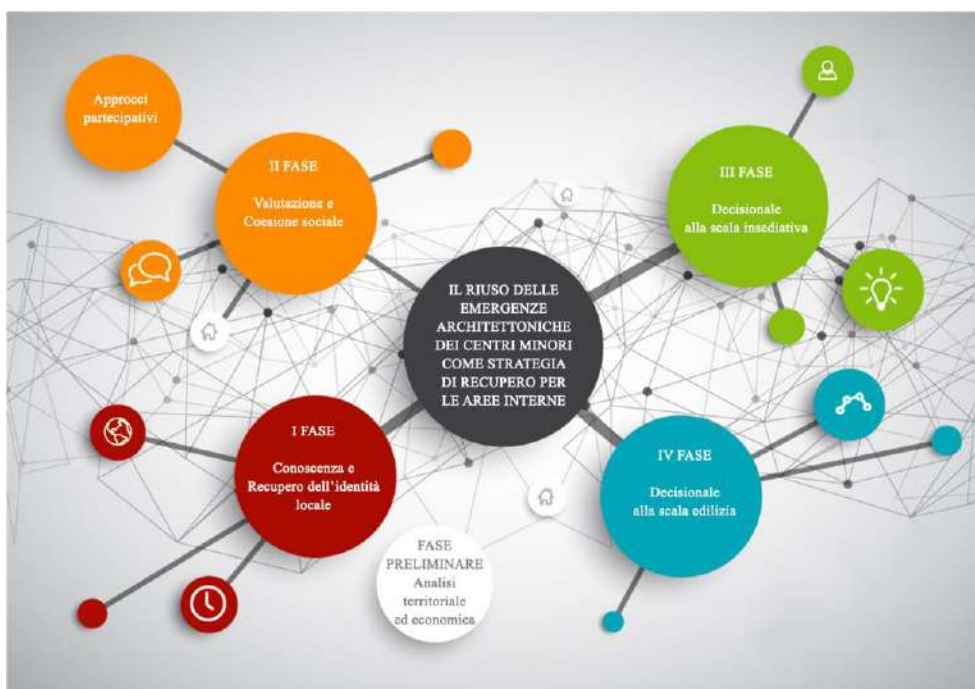 Approcci
partecipativi
II FASE
Valutazione e
Coesione sociale
III FASE
Decisionale
alla scala insediativa
IL RIUSO DELLE
EMERGENZE
ARCHITETTONICHE
DEI CENTRI MINORI
COME STRATEGIA
DI RECUPERO PER
LE AREE INTERNE
I FASE
Conoscenza e
Recupero dell'identità
locale
IV FASE
Decisionale
alla scala edilizia
FASE
PRELIMINARE
Analisi
territoriale
ed economica